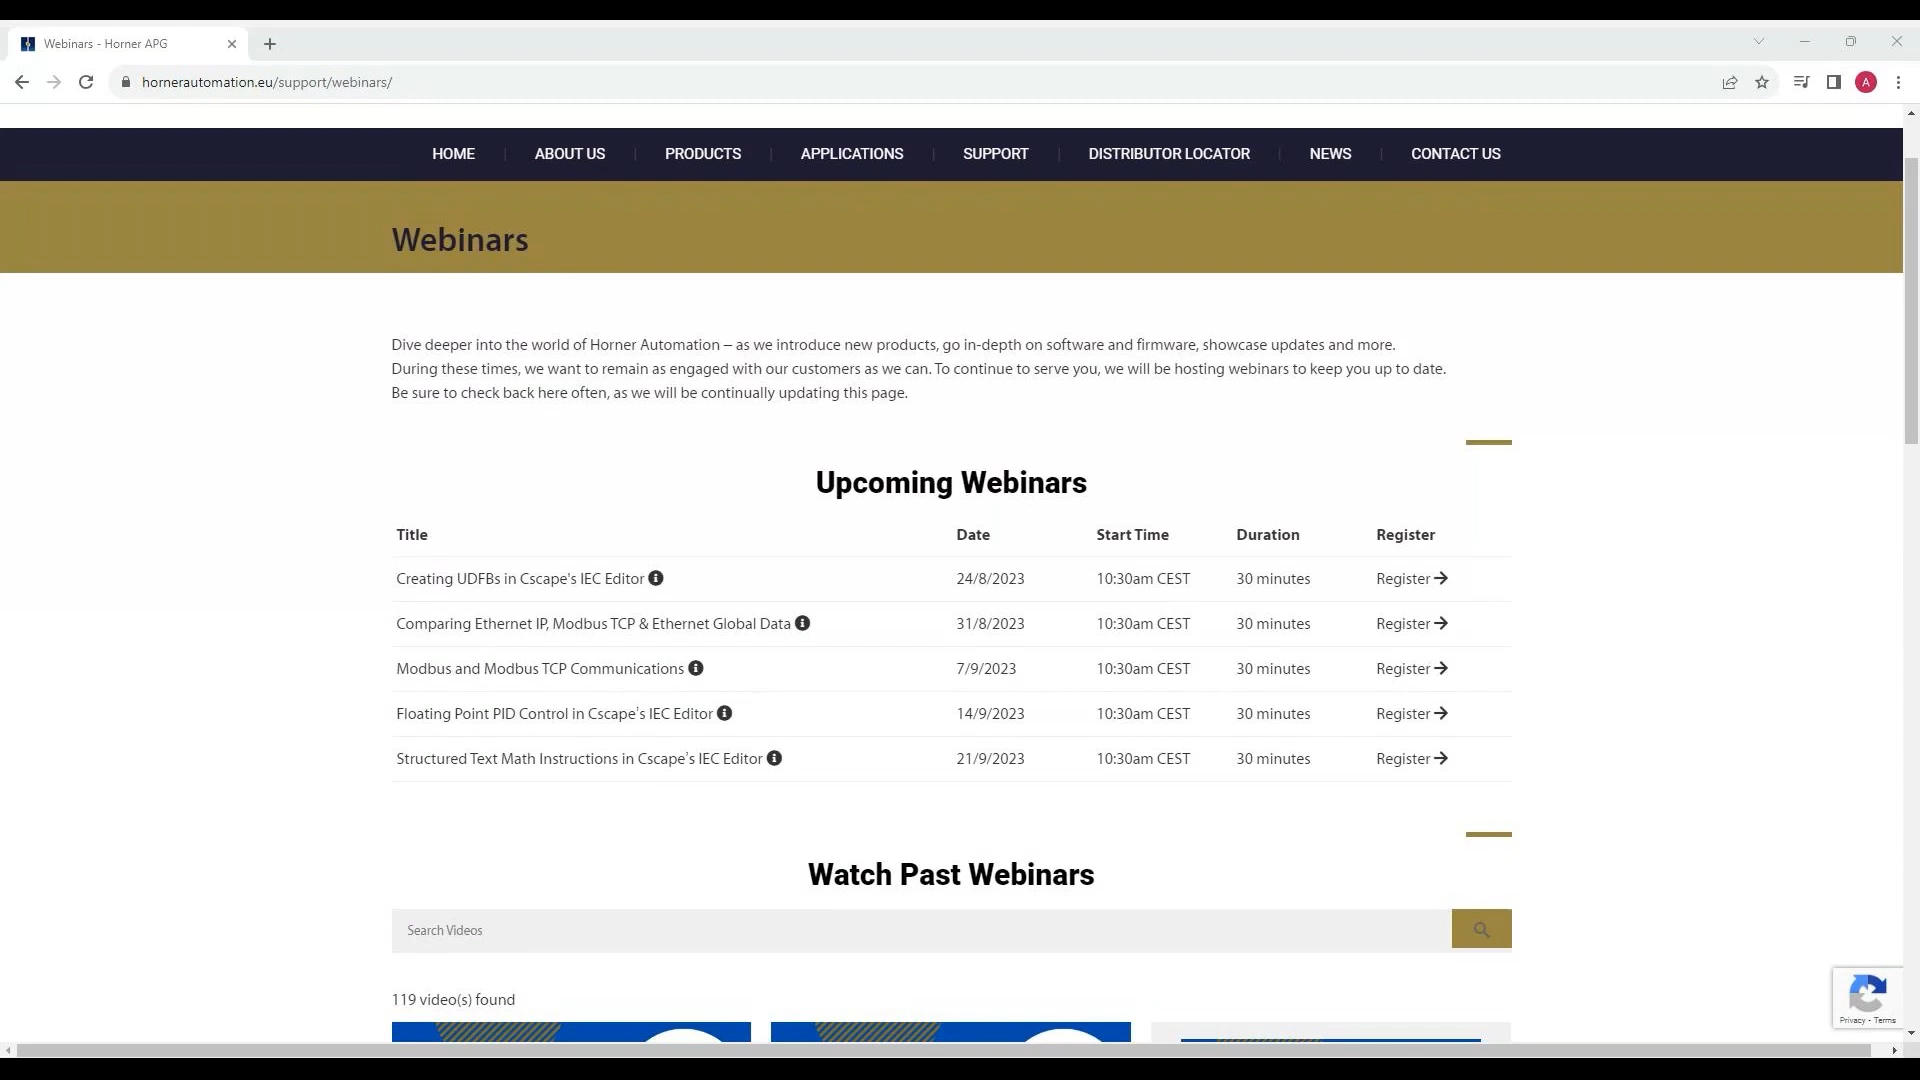 Webinars - Horner APG
hornerautomation.eu/support/webinars/
A
HOME ABOUT US PRODUCTS APPLICATIONS SUPPORT DISTRIBUTOR LOCATOR NEWS CONTACT US
Webinars
Dive deeper into the world of Horner Automation – as we introduce new products, go in-depth on software and firmware, showcase updates and more.
During these times, we want to remain as engaged with our customers as we can. To continue to serve you, we will be hosting webinars to keep you up to date.
Be sure to check back here often, as we will be continually updating this page.
Upcoming Webinars
Title Date Start Time Duration Register
Creating UDFBs in Cscape's IEC Editor 24/8/2023 10:30am CEST 30 minutes Register
Comparing Ethernet IP, Modbus TCP & Ethernet Global Data 31/8/2023 10:30am CEST 30 minutes Register
Modbus and Modbus TCP Communications 7/9/2023 10:30am CEST 30 minutes Register
Floating Point PID Control in Cscape's IEC Editor 14/9/2023 10:30am CEST 30 minutes Register
Structured Text Math Instructions in Cscape's IEC Editor 21/9/2023 10:30am CEST 30 minutes Register
Watch Past Webinars
Search Videos
119 video(s) found
Privacy - Terms